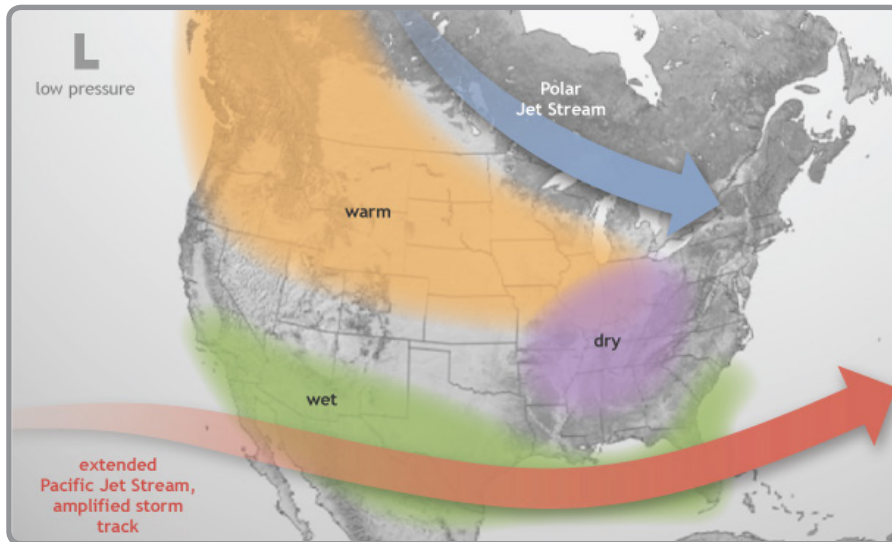 L
low pressure
Polar
Jet Stream
warm
dry
wet
extended
Pacific Jet Stream,
amplified storm
track